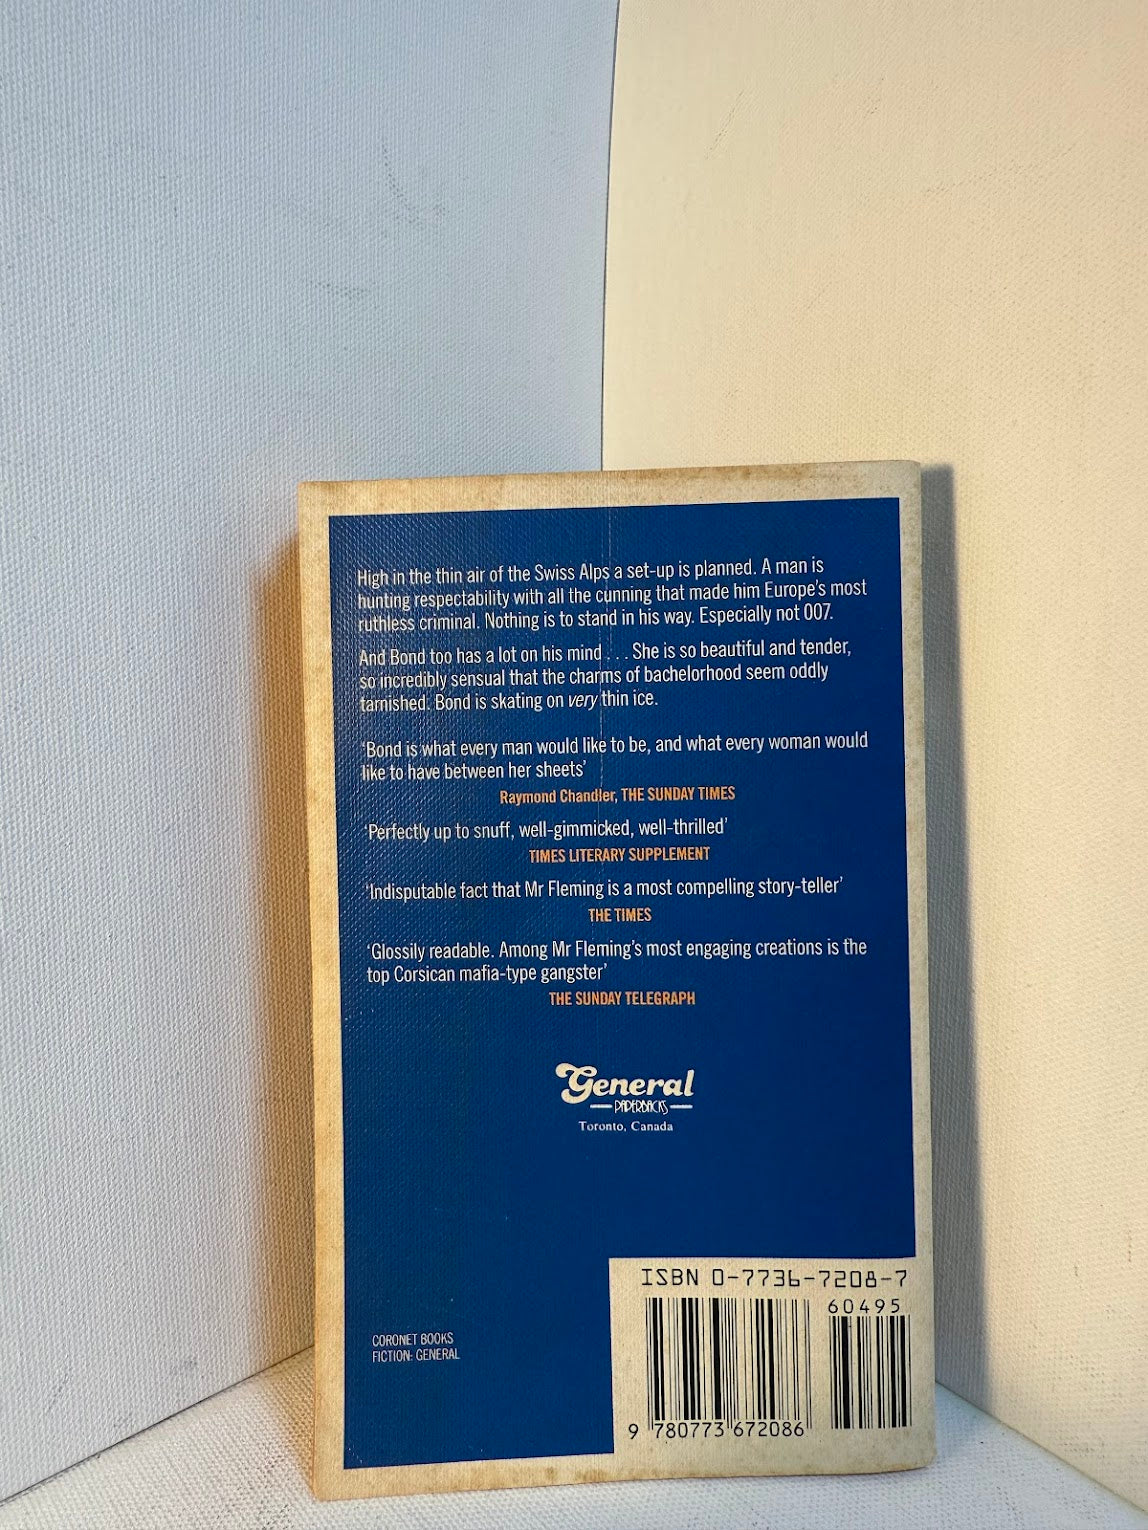 High in the thin air of the Swiss Alps a set-up is planned. A man is
hunting respectability with all the cunning that made him Europe's most
ruthless criminal. Nothing is to stand in his way. Especially not 007.
And Bond too has a lot on his mind . . . She is so beautiful and tender,
so incredibly sensual that the charms of bachelorhood seem oddly
tarnished. Bond is skating on very thin ice.
'Bond is what every man would like to be, and what every woman would
like to have between her sheets'
Raymond Chandler, THE SUNDAY TIMES
'Perfectly up to snuff, well-gimmicked, well-thrilled'
TIMES LITERARY SUPPLEMENT
'Indisputable fact that Mr Fleming is a most compelling story-teller'
THE TIMES
'Glossily readable. Among Mr Fleming's most engaging creations is the
top Corsican mafia-type gangster'
THE SUNDAY TELEGRAPH
General
PAPERBACKS
Toronto, Canada
ISBN 0-7736-7208-7
60495
CORONET BOOKS
FICTION: GENERAL
9 780773 672086